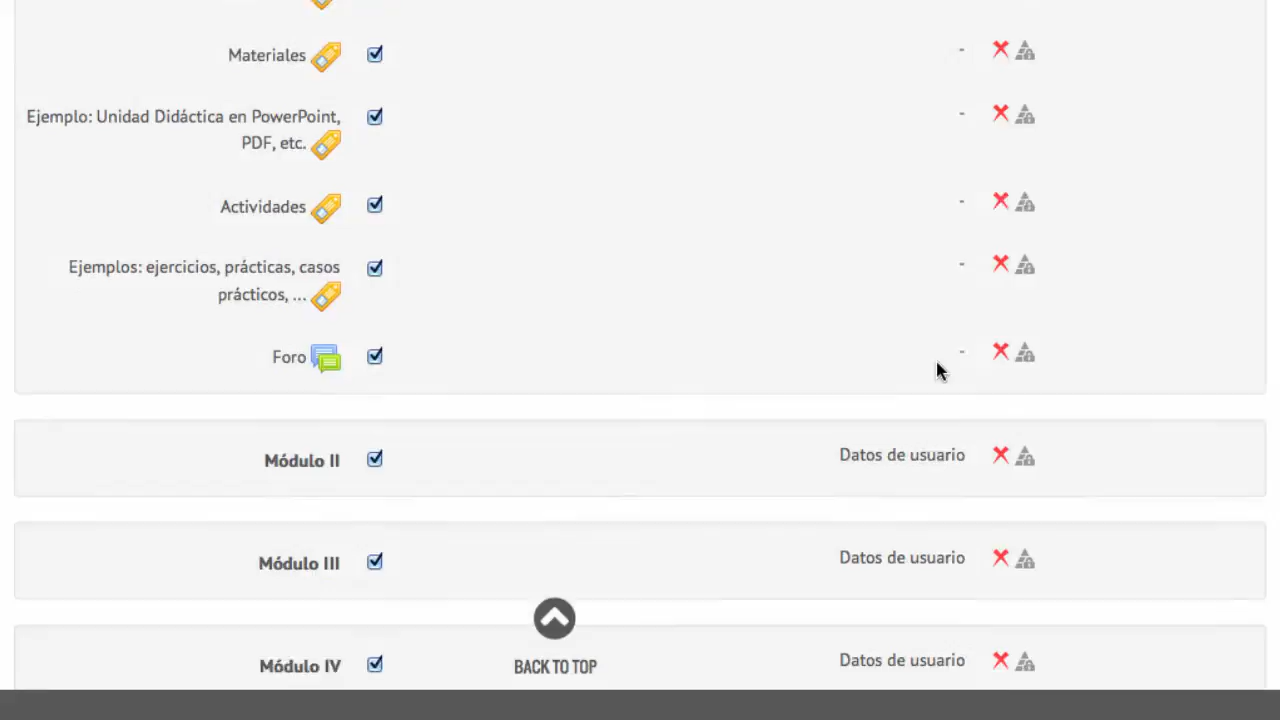 Materiales -
Ejemplo: Unidad Didáctica en PowerPoint, -
PDF, etc.
Actividades -
Ejemplos: ejercicios, prácticas, casos -
prácticos, ...
Foro -
Módulo II Datos de usuario
Módulo III Datos de usuario
Módulo IV Datos de usuario
BACK TO TOP